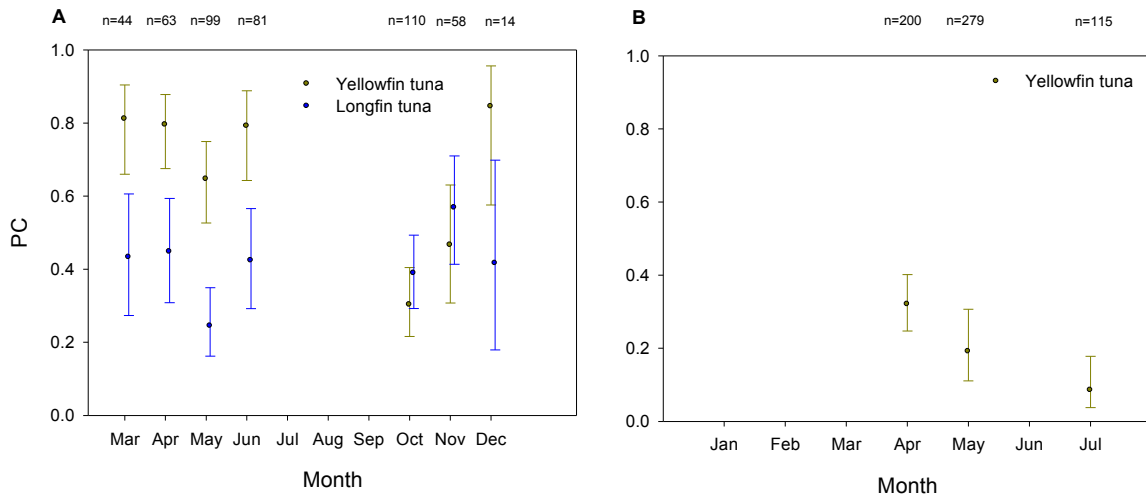 A
n=44 n=63 n=99 n=81 n=110 n=58 n=14
1.0
0.8
0.6
0.4
0.2
0.0
PC
Yellowfin tuna
Longfin tuna
Mar Apr May Jun Jul Aug Sep Oct Nov Dec
Month
B
n=200 n=279 n=115
1.0
0.8
0.6
0.4
0.2
0.0
Yellowfin tuna
Jan Feb Mar Apr May Jun Jul
Month